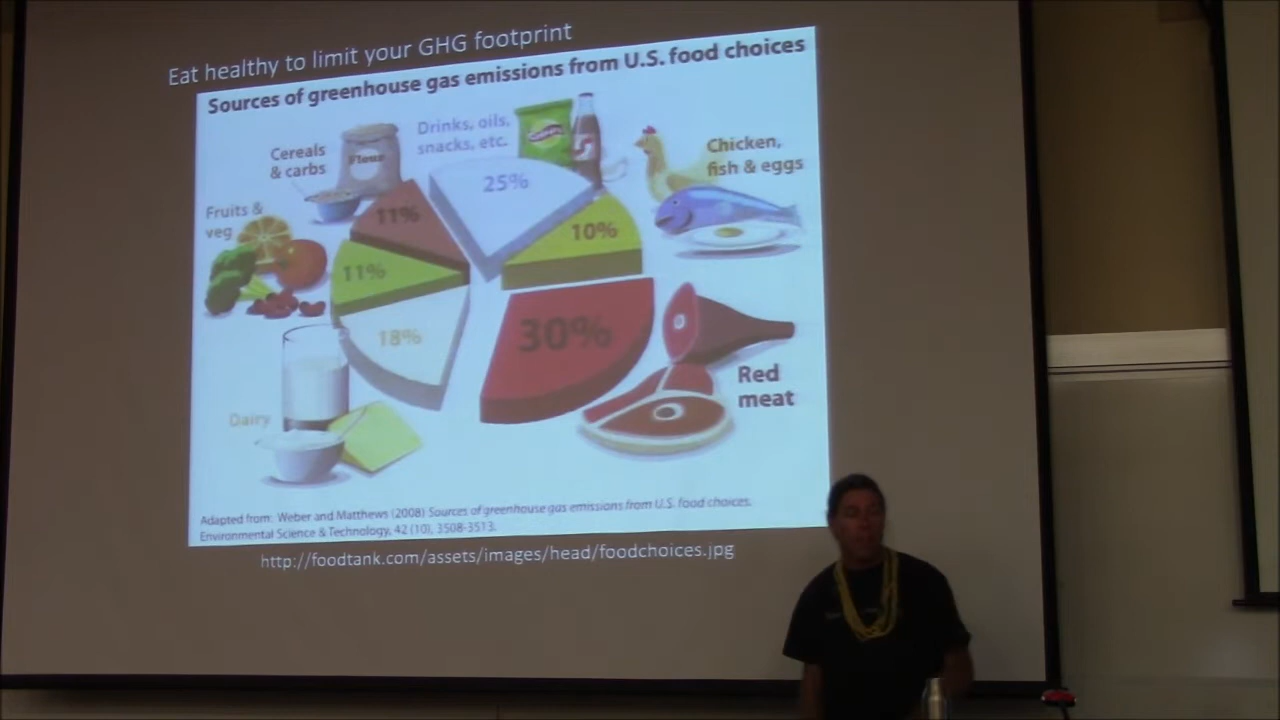 Eat healthy to limit your GHG footprint
Sources of greenhouse gas emissions from U.S. food choices
Drinks, oils,
snacks, etc.
Cereals
& carbs
Flour
Chicken,
fish & eggs
Fruits &
veg
25%
11%
10%
11%
18%
30%
Red
meat
Dairy
Adapted from: Weber and Matthews (2008) Sources of greenhouse gas emissions from U.S. food choices.
Environmental Science & Technology, 42 (10), 3508-3513.
http://foodtank.com/assets/images/head/foodchoices.jpg